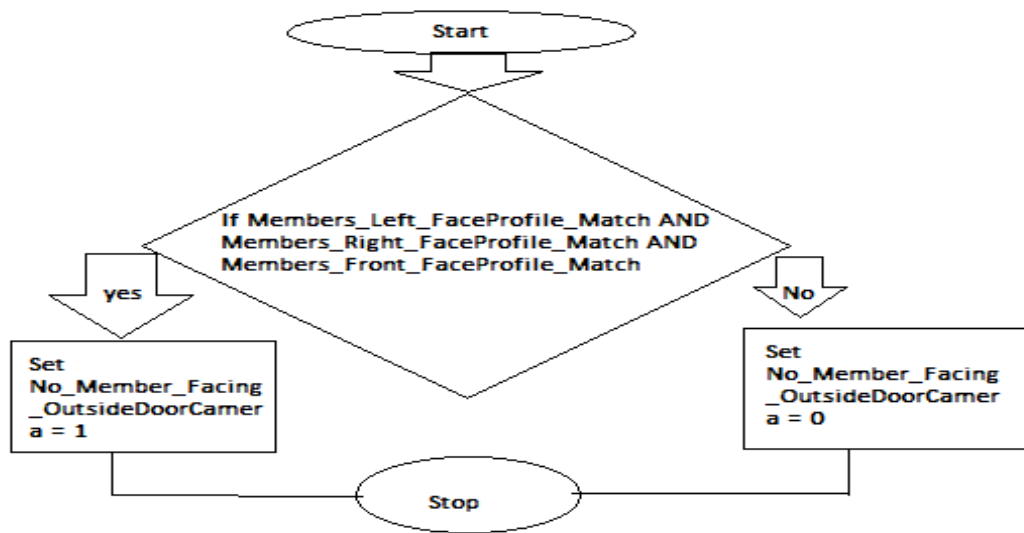 Start
If Members_Left_FaceProfile_Match AND
Members_Right_FaceProfile_Match AND
Members_Front_FaceProfile_Match
yes
No
Set
No_Member_Facing
_OutsideDoorCamer
a = 1
Set
No_Member_Facing
_OutsideDoorCamer
a = 0
Stop